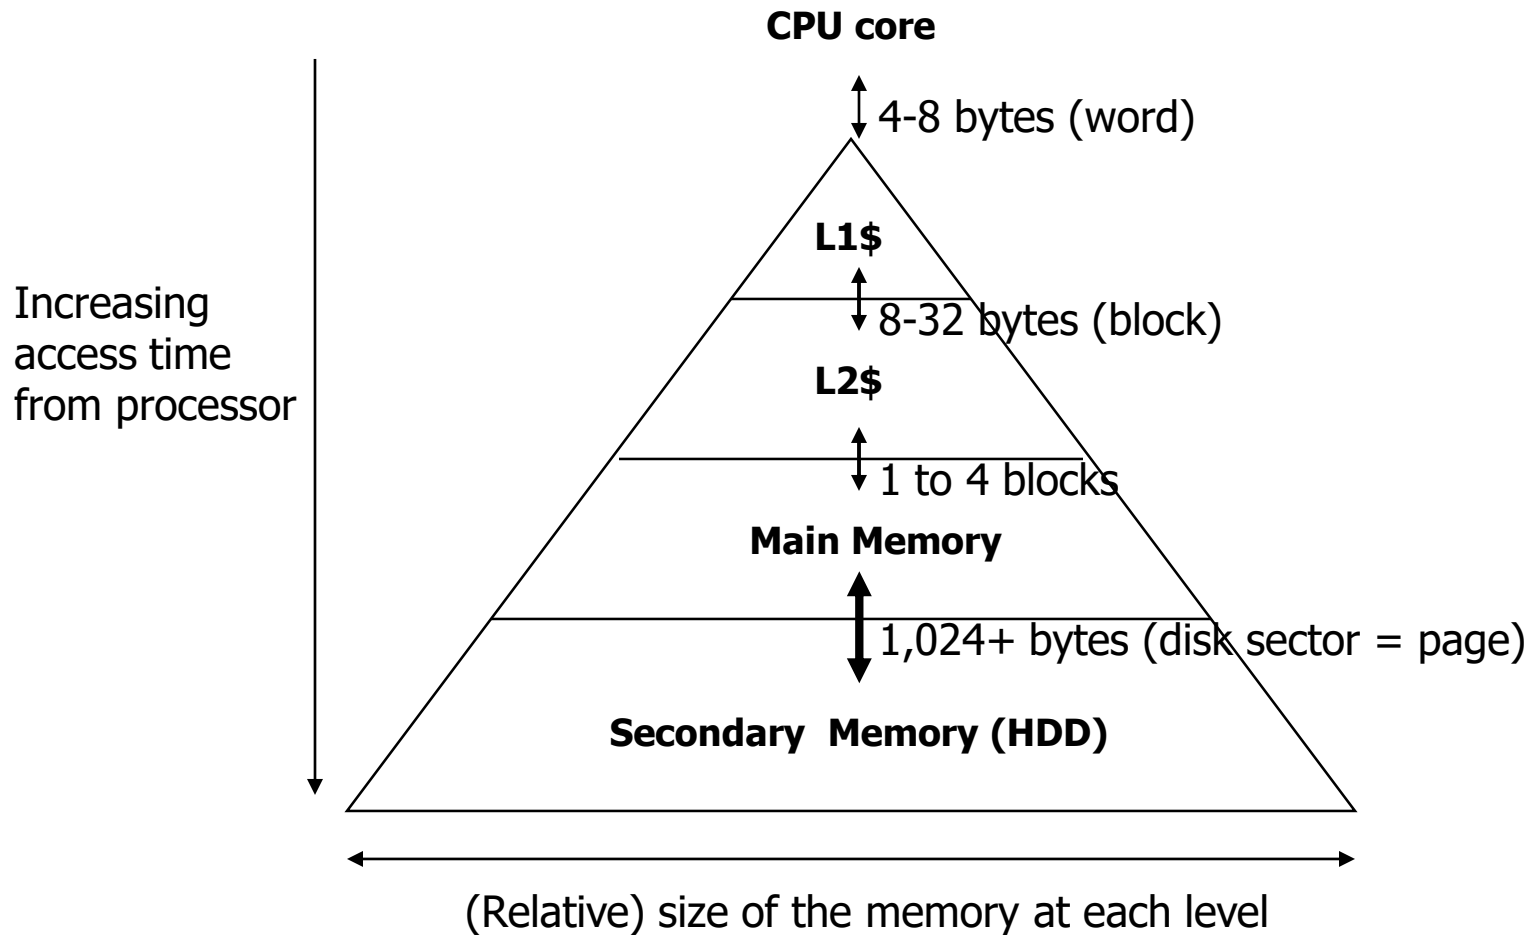 CPU core
4-8 bytes (word)
L1$
Increasing
access time
from processor
8-32 bytes (block)
L2$
1 to 4 blocks
Main Memory
1,024+ bytes (disk sector = page)
Secondary Memory (HDD)
(Relative) size of the memory at each level